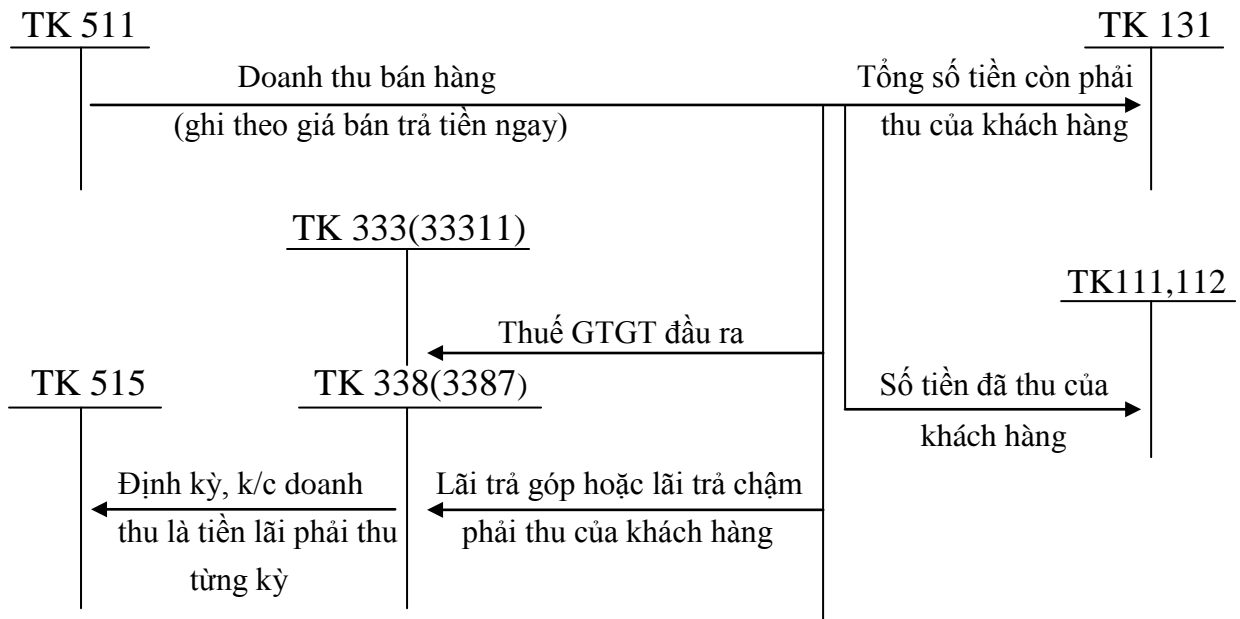 TK 511
TK 131
Doanh thu bán hàng
(ghi theo giá bán trả tiền ngay)
Tổng số tiền còn phải
thu của khách hàng
TK 333(33311)
TK111,112
Thuế GTGT đầu ra
TK 515
TK 338(3387)
Số tiền đã thu của
khách hàng
Định kỳ, k/c doanh
thu là tiền lãi phải thu
từng kỳ
Lãi trả góp hoặc lãi trả chậm
phải thu của khách hàng